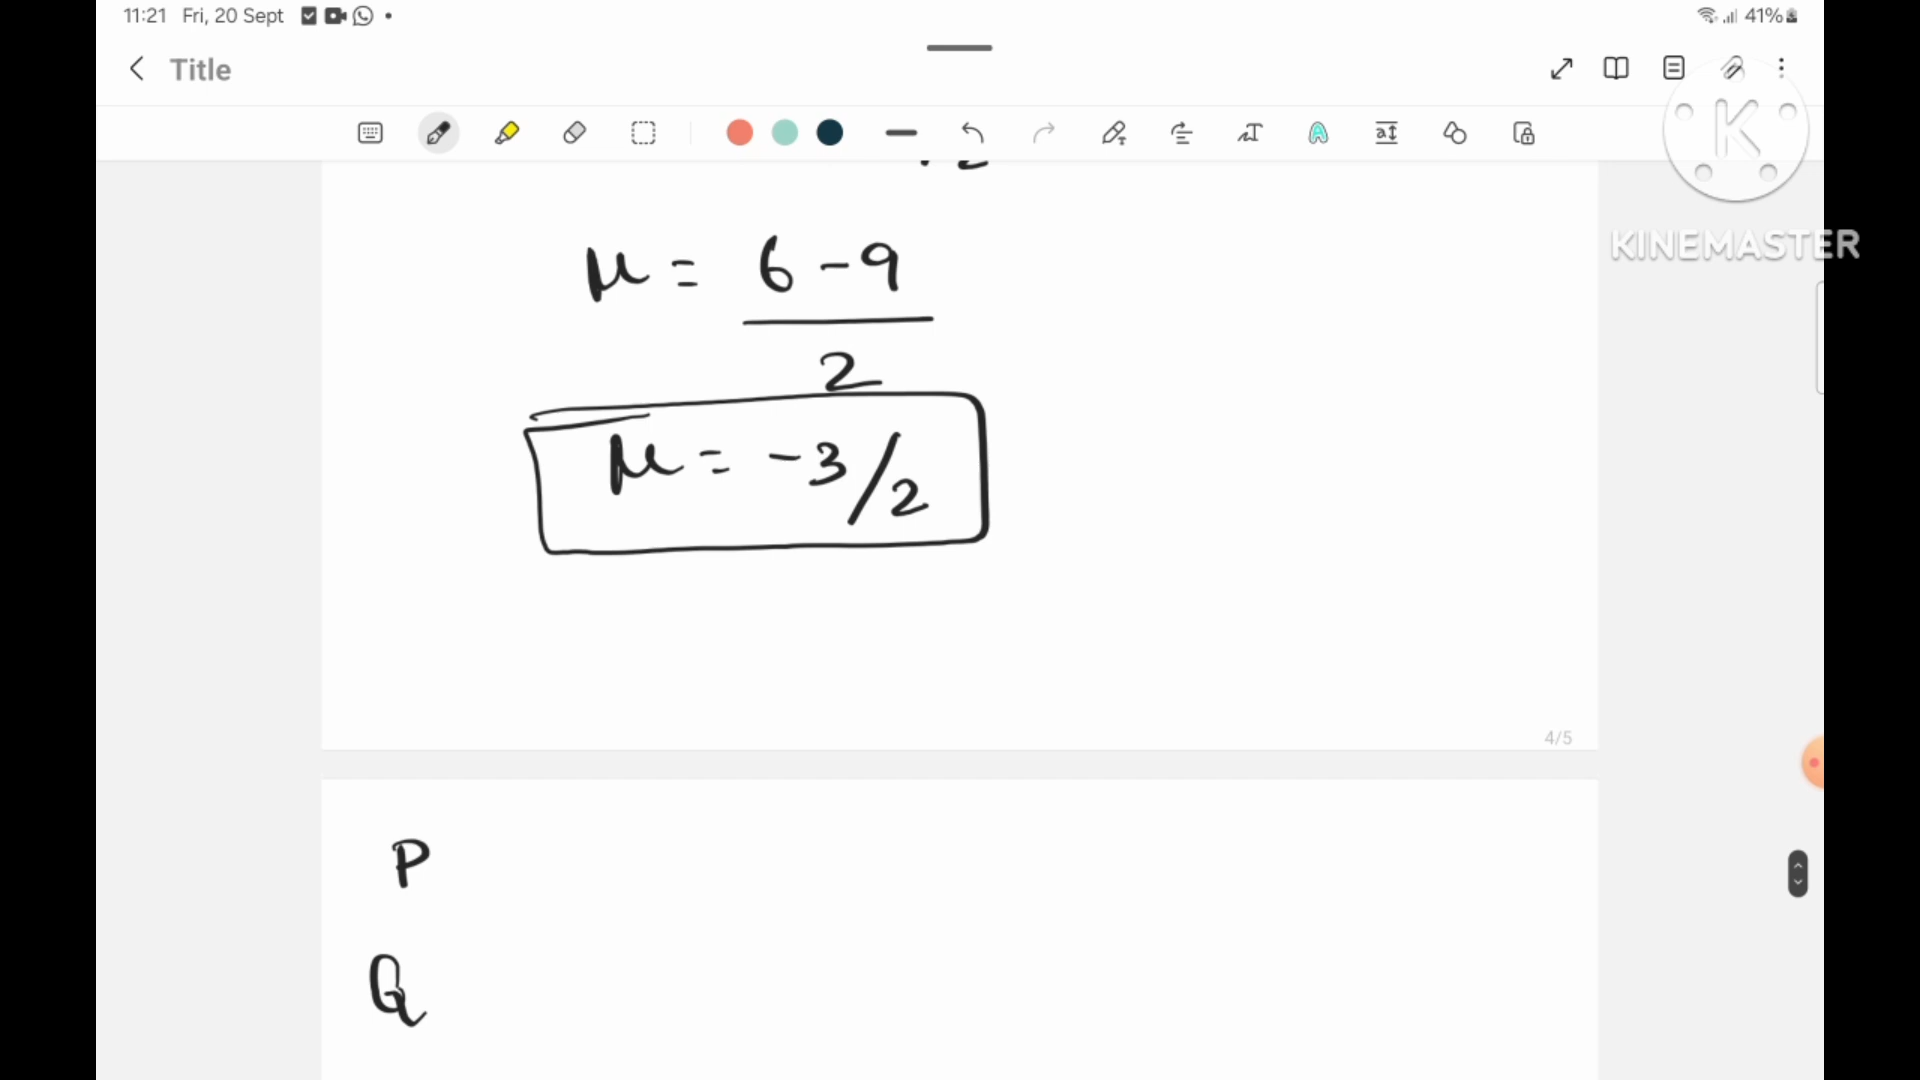 11:21 Fri, 20 Sept 41%
Title
KINEMASTER
μ = 6 - 9
2
μ = -3/2
4/5
P
Q